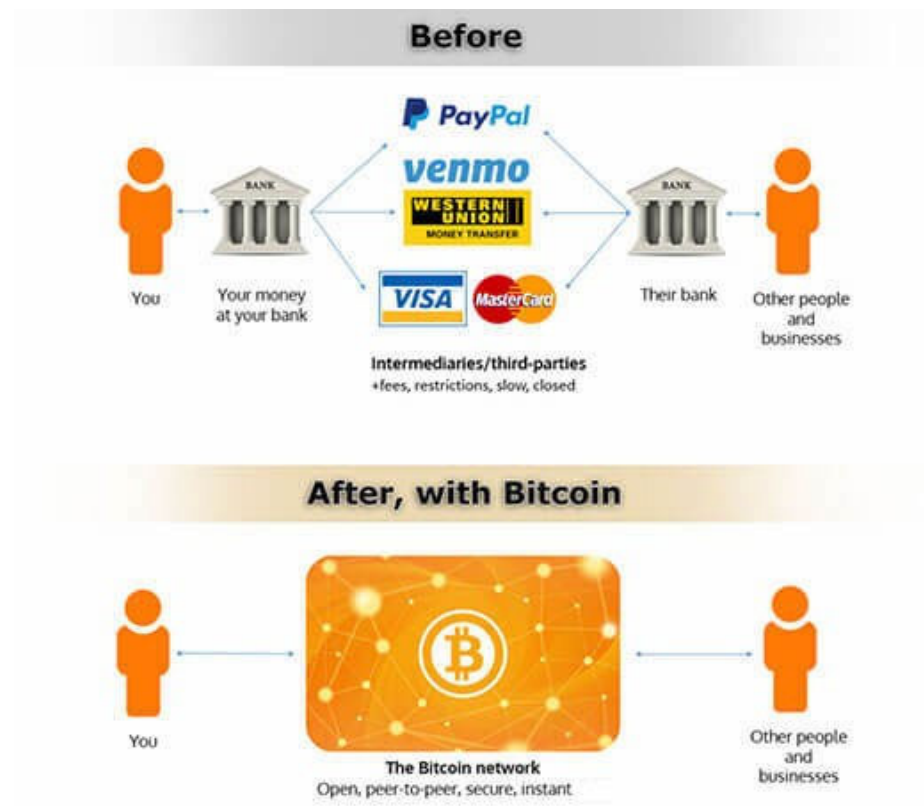 Before
PayPal
venmo
WESTERN
UNION
MONEY TRANSFER
BANK
BANK
VISA
MasterCard
You
Your money
at your bank
Their bank
Other people
and
businesses
Intermediaries/third-parties
+fees, restrictions, slow, closed
After, with Bitcoin
You
The Bitcoin network
Open, peer-to-peer, secure, instant
Other people
and
businesses